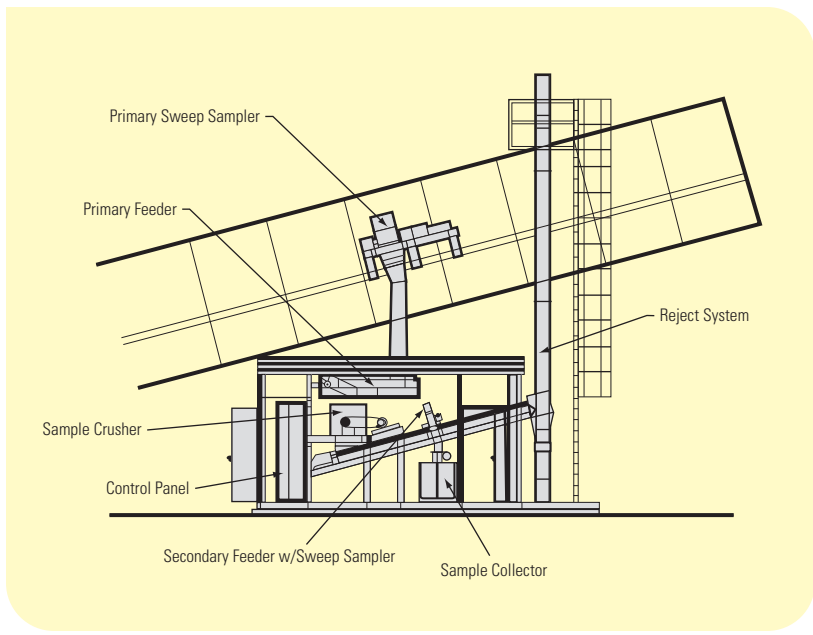 Primary Sweep Sampler
Primary Feeder
Reject System
Sample Crusher
Control Panel
Secondary Feeder w/Sweep Sampler
Sample Collector